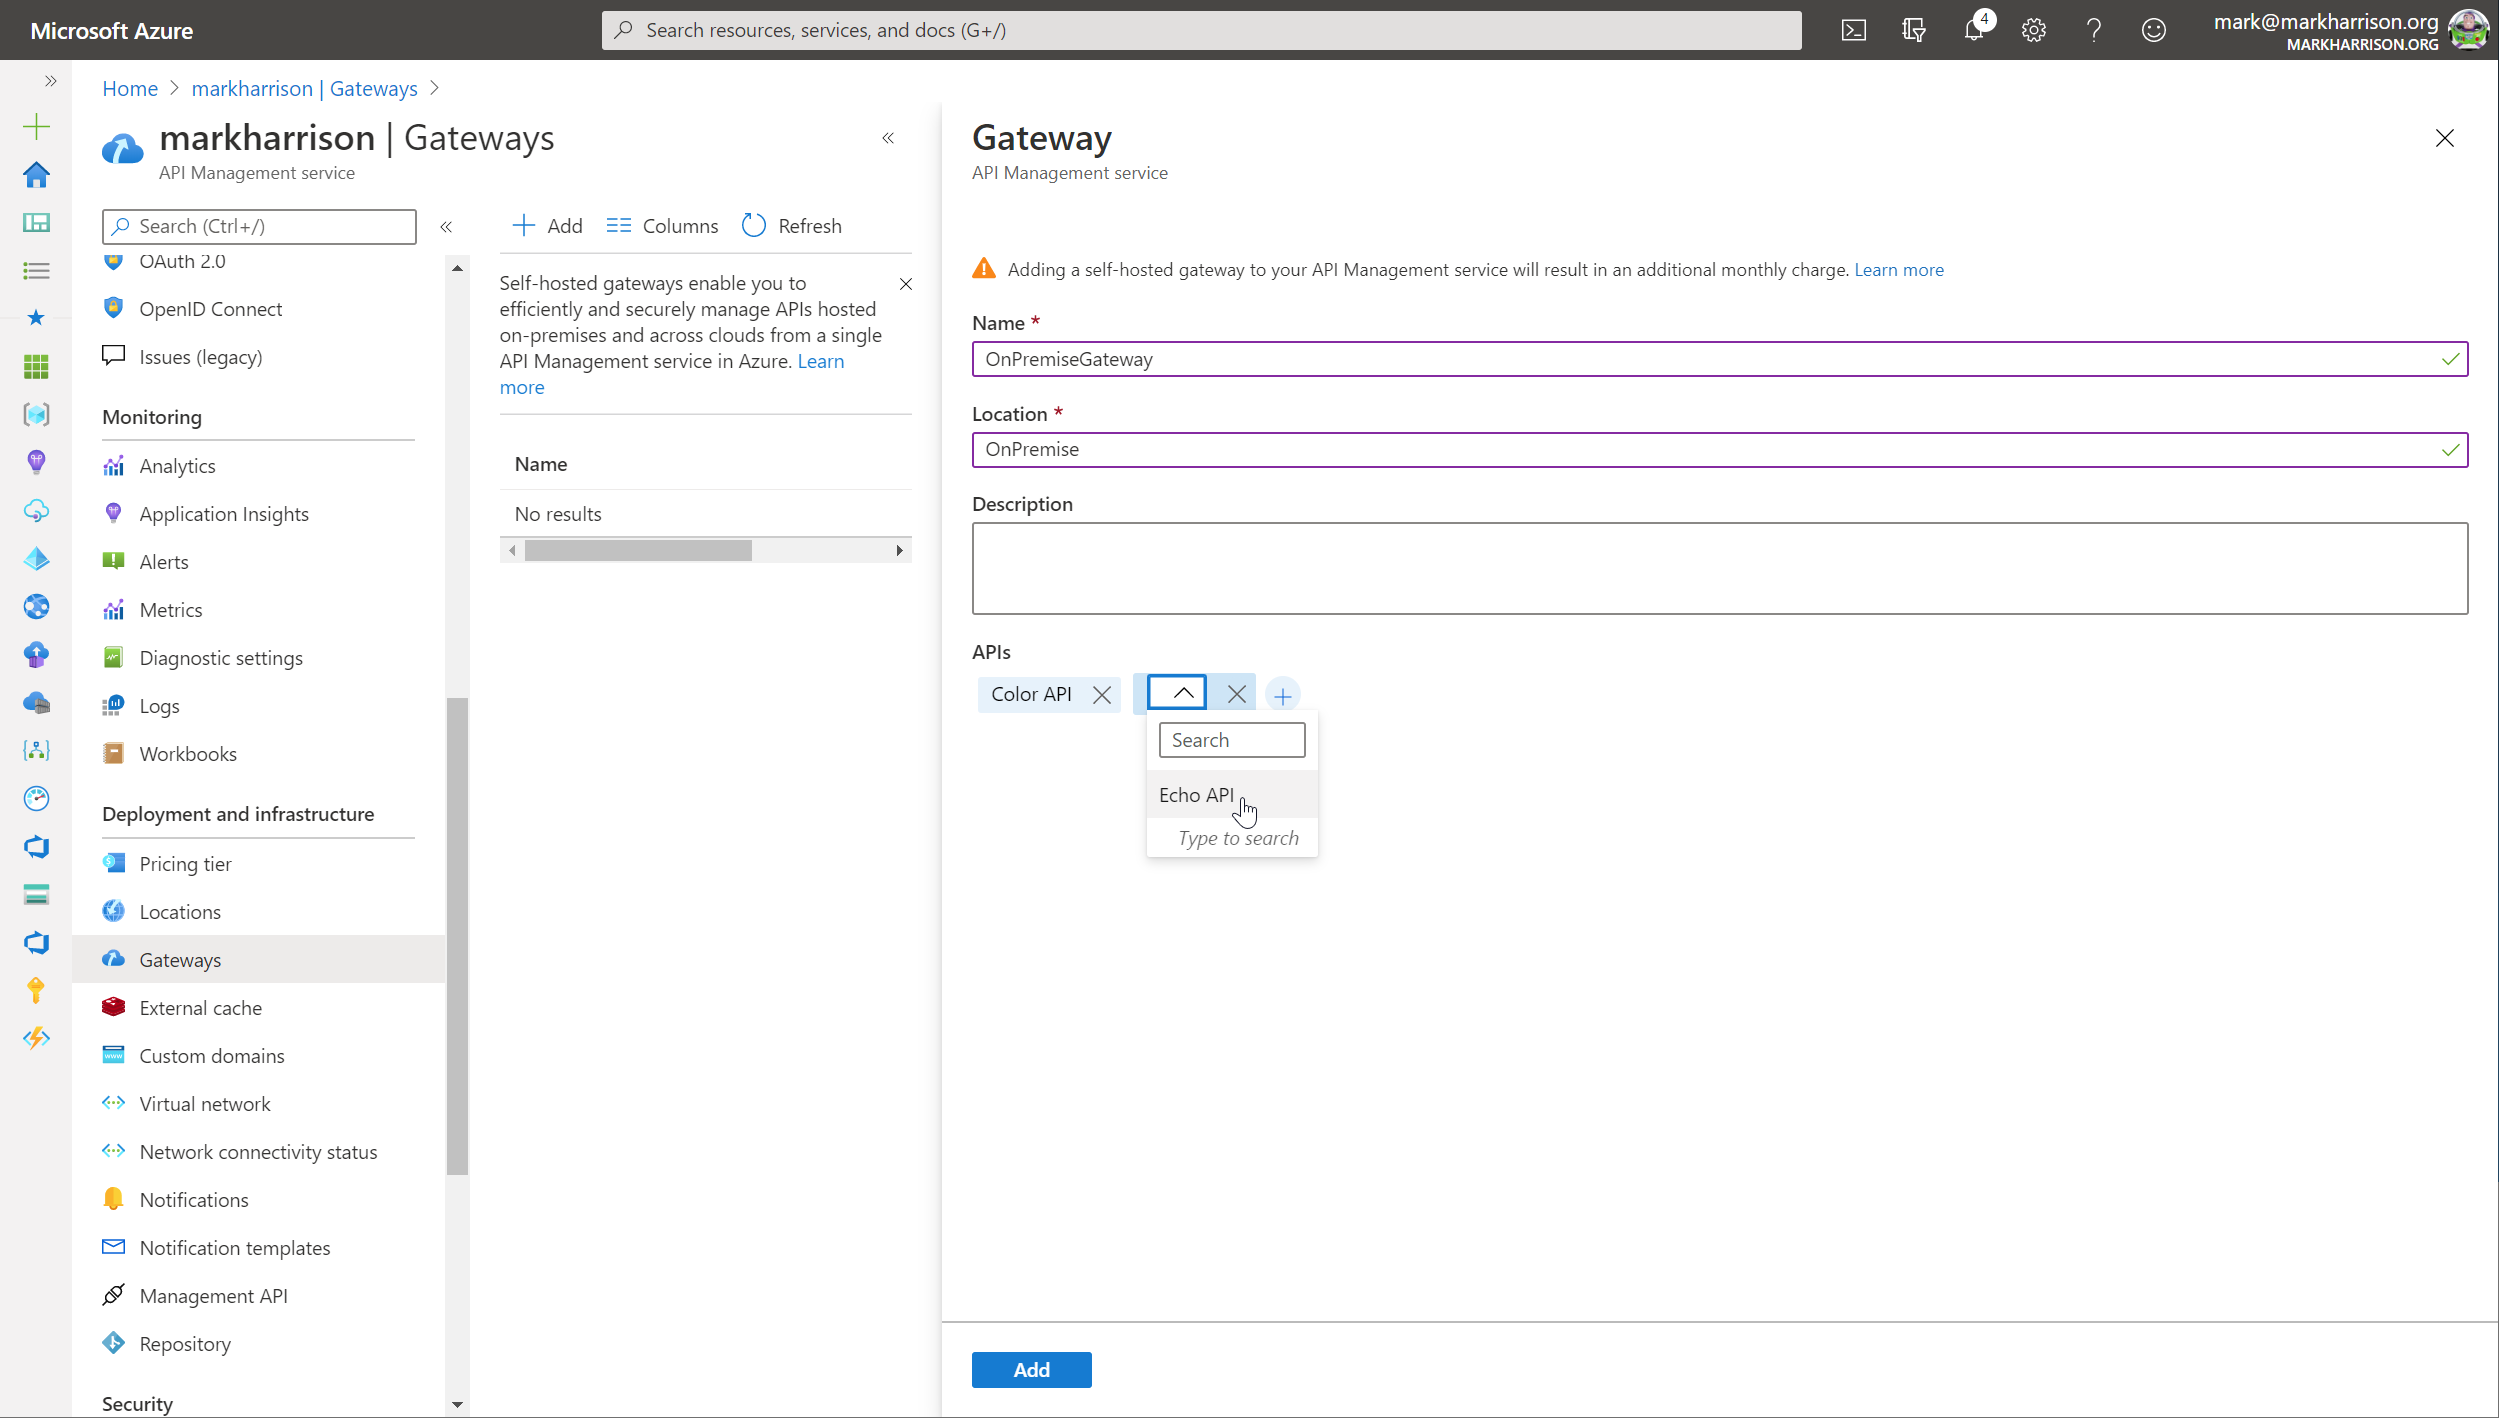 Microsoft Azure
Search resources, services, and docs (G+/)
4
mark@markharrison.org
MARKHARRISON.ORG
Home > markharrison | Gateways >
markharrison | Gateways
API Management service
Search (Ctrl+/)
OAuth 2.0
OpenID Connect
Issues (legacy)
Monitoring
Analytics
Application Insights
Alerts
Metrics
Diagnostic settings
Logs
Workbooks
Deployment and infrastructure
Pricing tier
Locations
Gateways
External cache
Custom domains
Virtual network
Network connectivity status
Notifications
Notification templates
Management API
Repository
Security
Add
Columns
Refresh
Self-hosted gateways enable you to
efficiently and securely manage APIs hosted
on-premises and across clouds from a single
API Management service in Azure. Learn
more
Name
No results
Gateway
API Management service
Adding a self-hosted gateway to your API Management service will result in an additional monthly charge. Learn more
Name *
OnPremiseGateway
Location *
OnPremise
Description
APIs
Color API
Search
Echo API
Type to search
Add